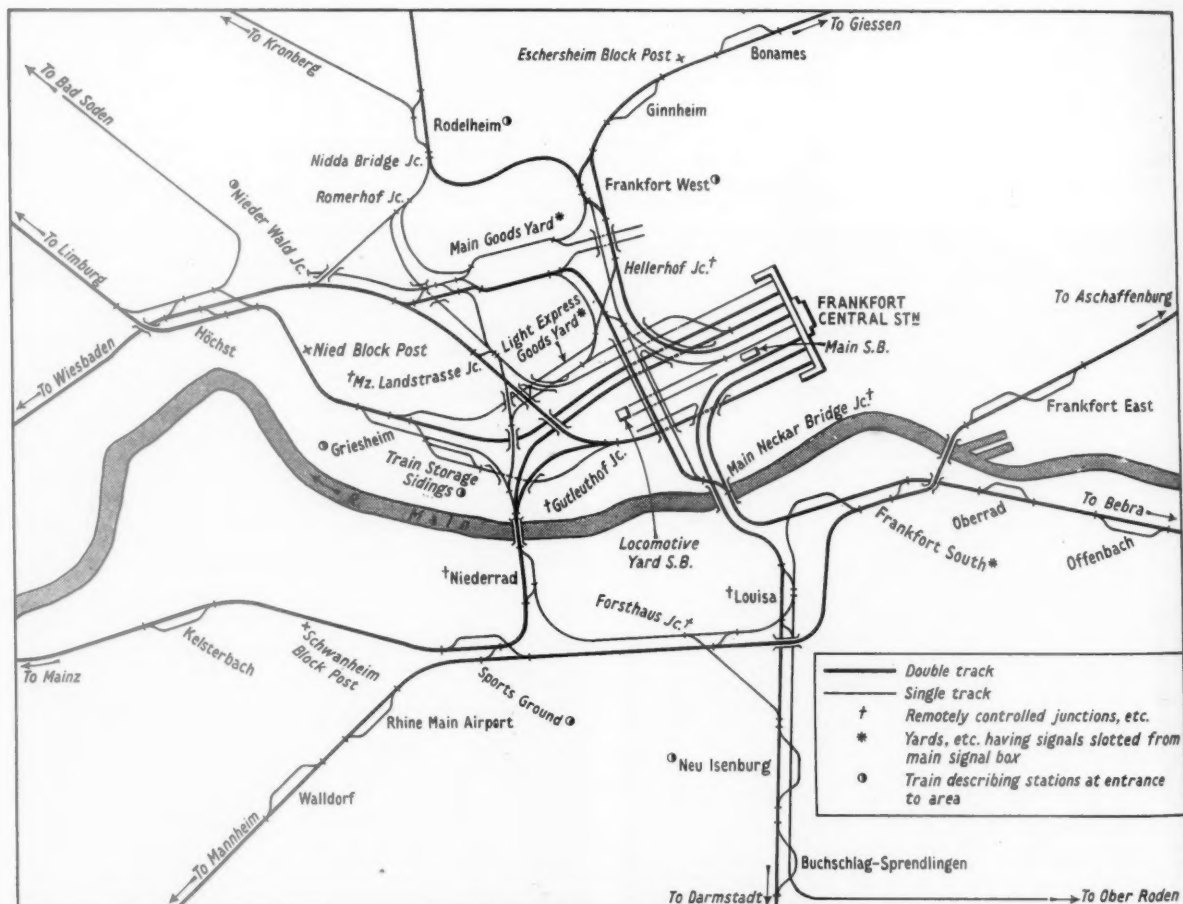 To Kronberg
To Bad Soden
Eschersheim Block Post
Bonames
To Giessen
Rodelheim◑
Ginnheim
Nidda Bridge Jc.
Romerhof Jc.
Frankfort West◑
◑Nieder Wald Jc.
Main Goods Yard*
To Limburg
Hellerhof Jc.†
Light Express
Goods Yard*
FRANKFORT
CENTRAL STN
To Aschaffenburg
Main S.B.
Höchst
Nied Block Post
†Mz. Landstrasse Jc.
To Wiesbaden
Main Neckar Bridge Jc.†
Frankfort East
◑Griesheim
Train Storage
Sidings◑
†Gutleuthof Jc.
R. Main
To Bebra
Oberrad
Offenbach
Frankfort South*
Locomotive
Yard S.B.
†Niederrad
†Louisa
Forsthaus Jc.†
Kelsterbach
Schwanheim
Block Post
To Mainz
Sports Ground◑
Rhine Main Airport
◑Neu Isenburg
Walldorf
To Mannheim
Buchschlag-Sprendlingen
To Darmstadt
To Ober Roden
Double track
Single track
† Remotely controlled junctions, etc.
* Yards, etc. having signals slotted from
main signal box
◑ Train describing stations at entrance
to area